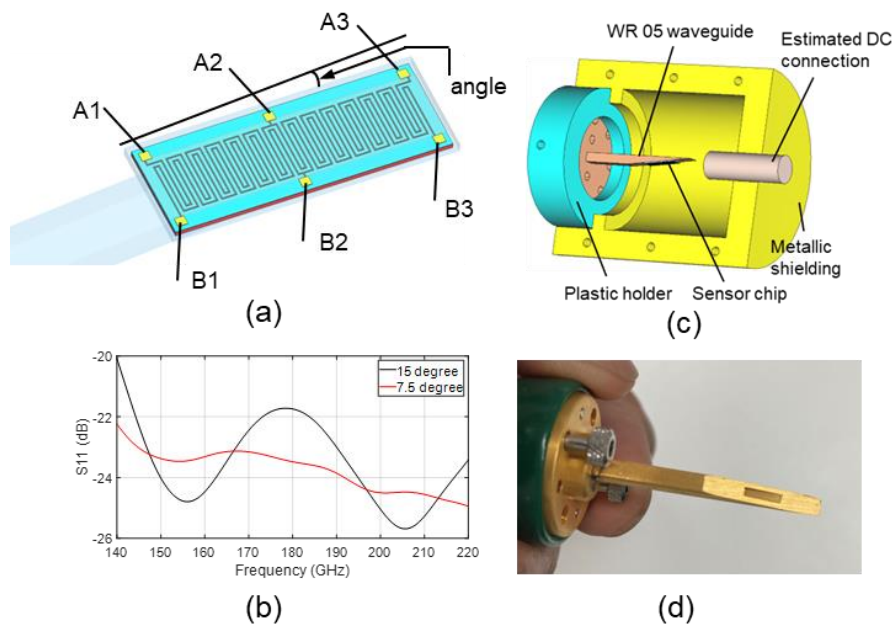 A3
A2
A1
angle
B3
B2
B1
(a)
WR 05 waveguide
Estimated DC
connection
Metallic
shielding
Plastic holder
Sensor chip
(c)
-20
-22
-24
-26
S11 (dB)
15 degree
7.5 degree
140 150 160 170 180 190 200 210 220
Frequency (GHz)
(b)
(d)